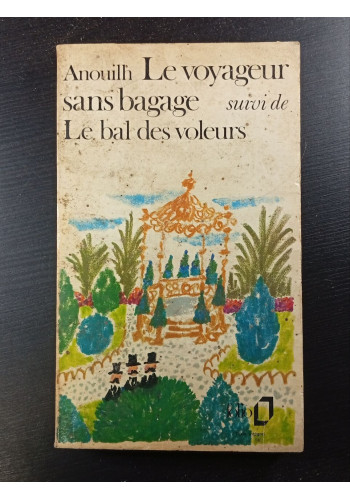 Anouilh Le voyageur
sans bagage suivi de
Le bal des voleurs
folio